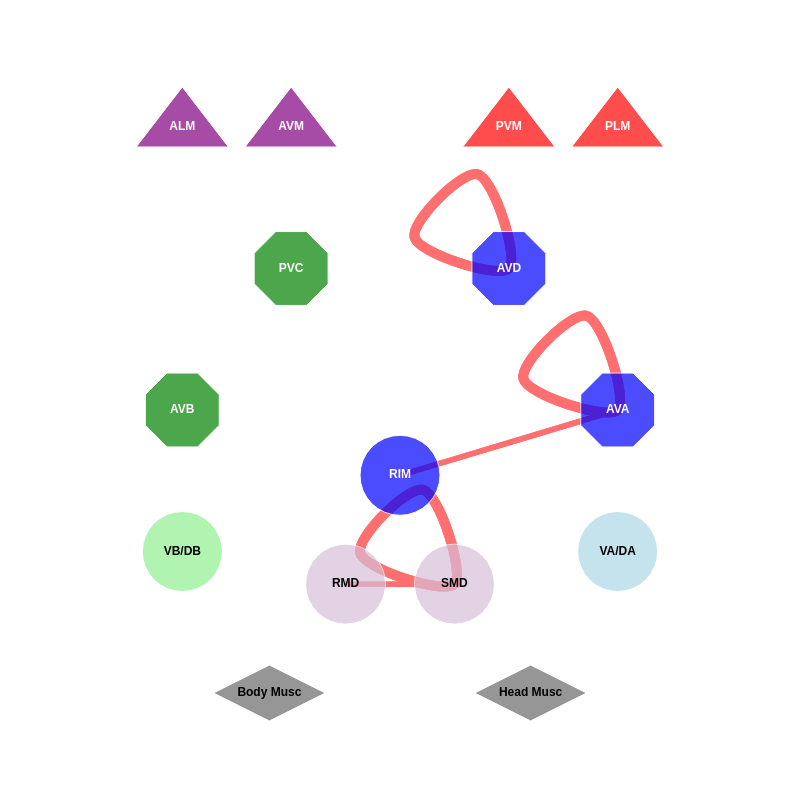 ALM
AVM
PVM
PLM
PVC
AVD
AVB
AVA
RIM
VB/DB
VA/DA
RMD
SMD
Body Musc
Head Musc